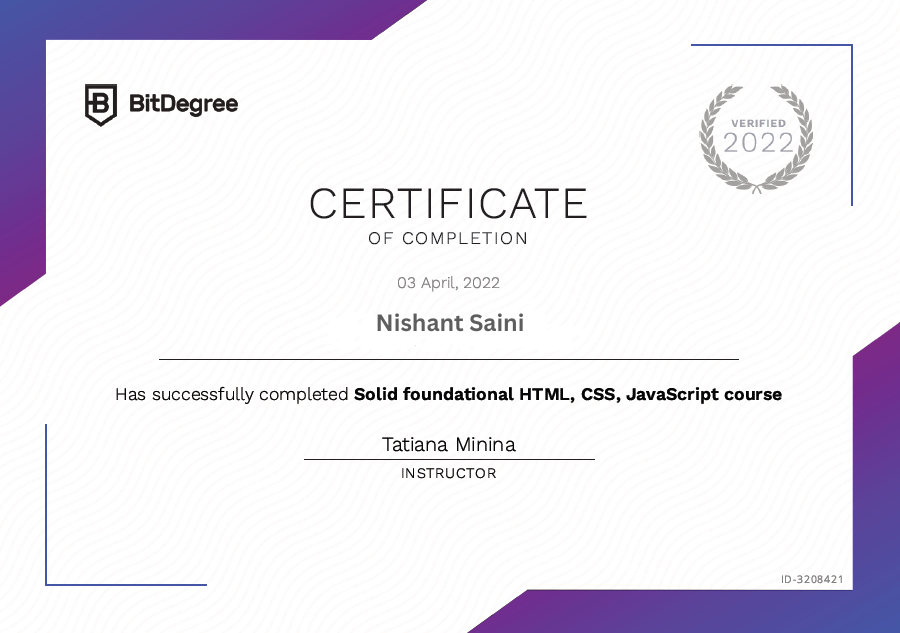 BitDegree
VERIFIED
2022
CERTIFICATE
OF COMPLETION
03 April, 2022
Nishant Saini
Has successfully completed Solid foundational HTML, CSS, JavaScript course
Tatiana Minina
INSTRUCTOR
ID-3208421